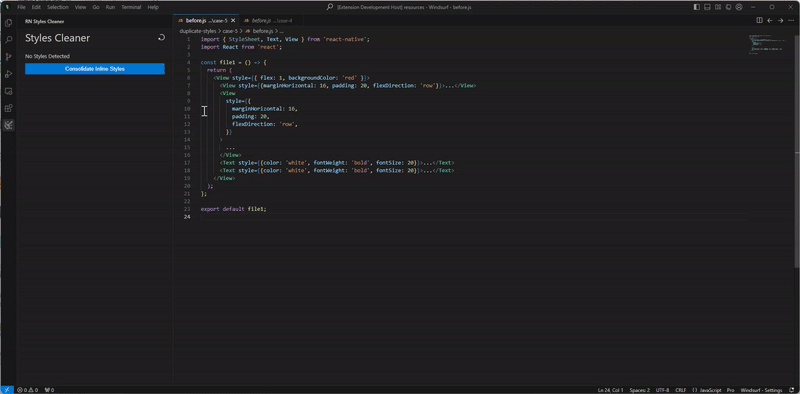 File Edit Selection View Go Run Terminal Help
[Extension Development Host] resources - Windsurf - before.js
RN Styles Cleaner
before.js ...\case-5
before.js ...\case-4
Styles Cleaner
duplicate-styles > case-5 > before.js > ...
No Styles Detected
Consolidate Inline Styles
1 import { StyleSheet, Text, View } from 'react-native';
2 import React from 'react';
3
4 const file1 = () => {
5 return (
6 <View style={{ flex: 1, backgroundColor: 'red' }}>
7 <View style={{marginHorizontal: 16, padding: 20, flexDirection: 'row'}}>...</View>
8 <View
9 style={{
10 marginHorizontal: 16,
11 padding: 20,
12 flexDirection: 'row',
13 }}
14 >
15 ...
16 </View>
17 <Text style={{color: 'white', fontWeight: 'bold', fontSize: 20}}>...</Text>
18 <Text style={{color: 'white', fontWeight: 'bold', fontSize: 20}}>...</Text>
19 </View>
20 );
21 };
22
23 export default file1;
24
0 0 0 Ln 24, Col 1 Spaces: 2 UTF-8 CRLF { } JavaScript Pro Windsurf - Settings